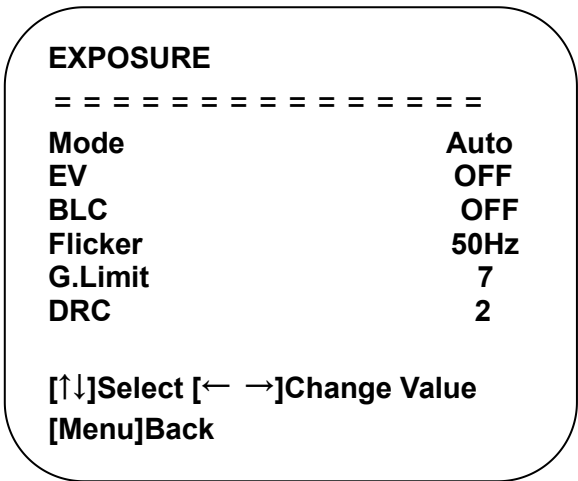 EXPOSURE
= = = = = = = = = = = = = = =
Mode Auto
EV OFF
BLC OFF
Flicker 50Hz
G.Limit 7
DRC 2
[↑↓]Select [← →]Change Value
[Menu]Back